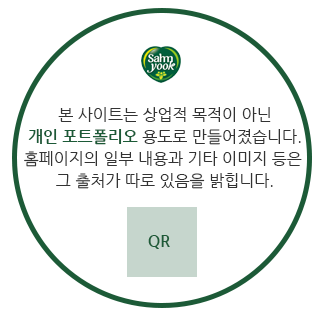 Sahm
yook
본 사이트는 상업적 목적이 아닌
개인 포트폴리오 용도로 만들어졌습니다.
홈페이지의 일부 내용과 기타 이미지 등은
그 출처가 따로 있음을 밝힙니다.
QR